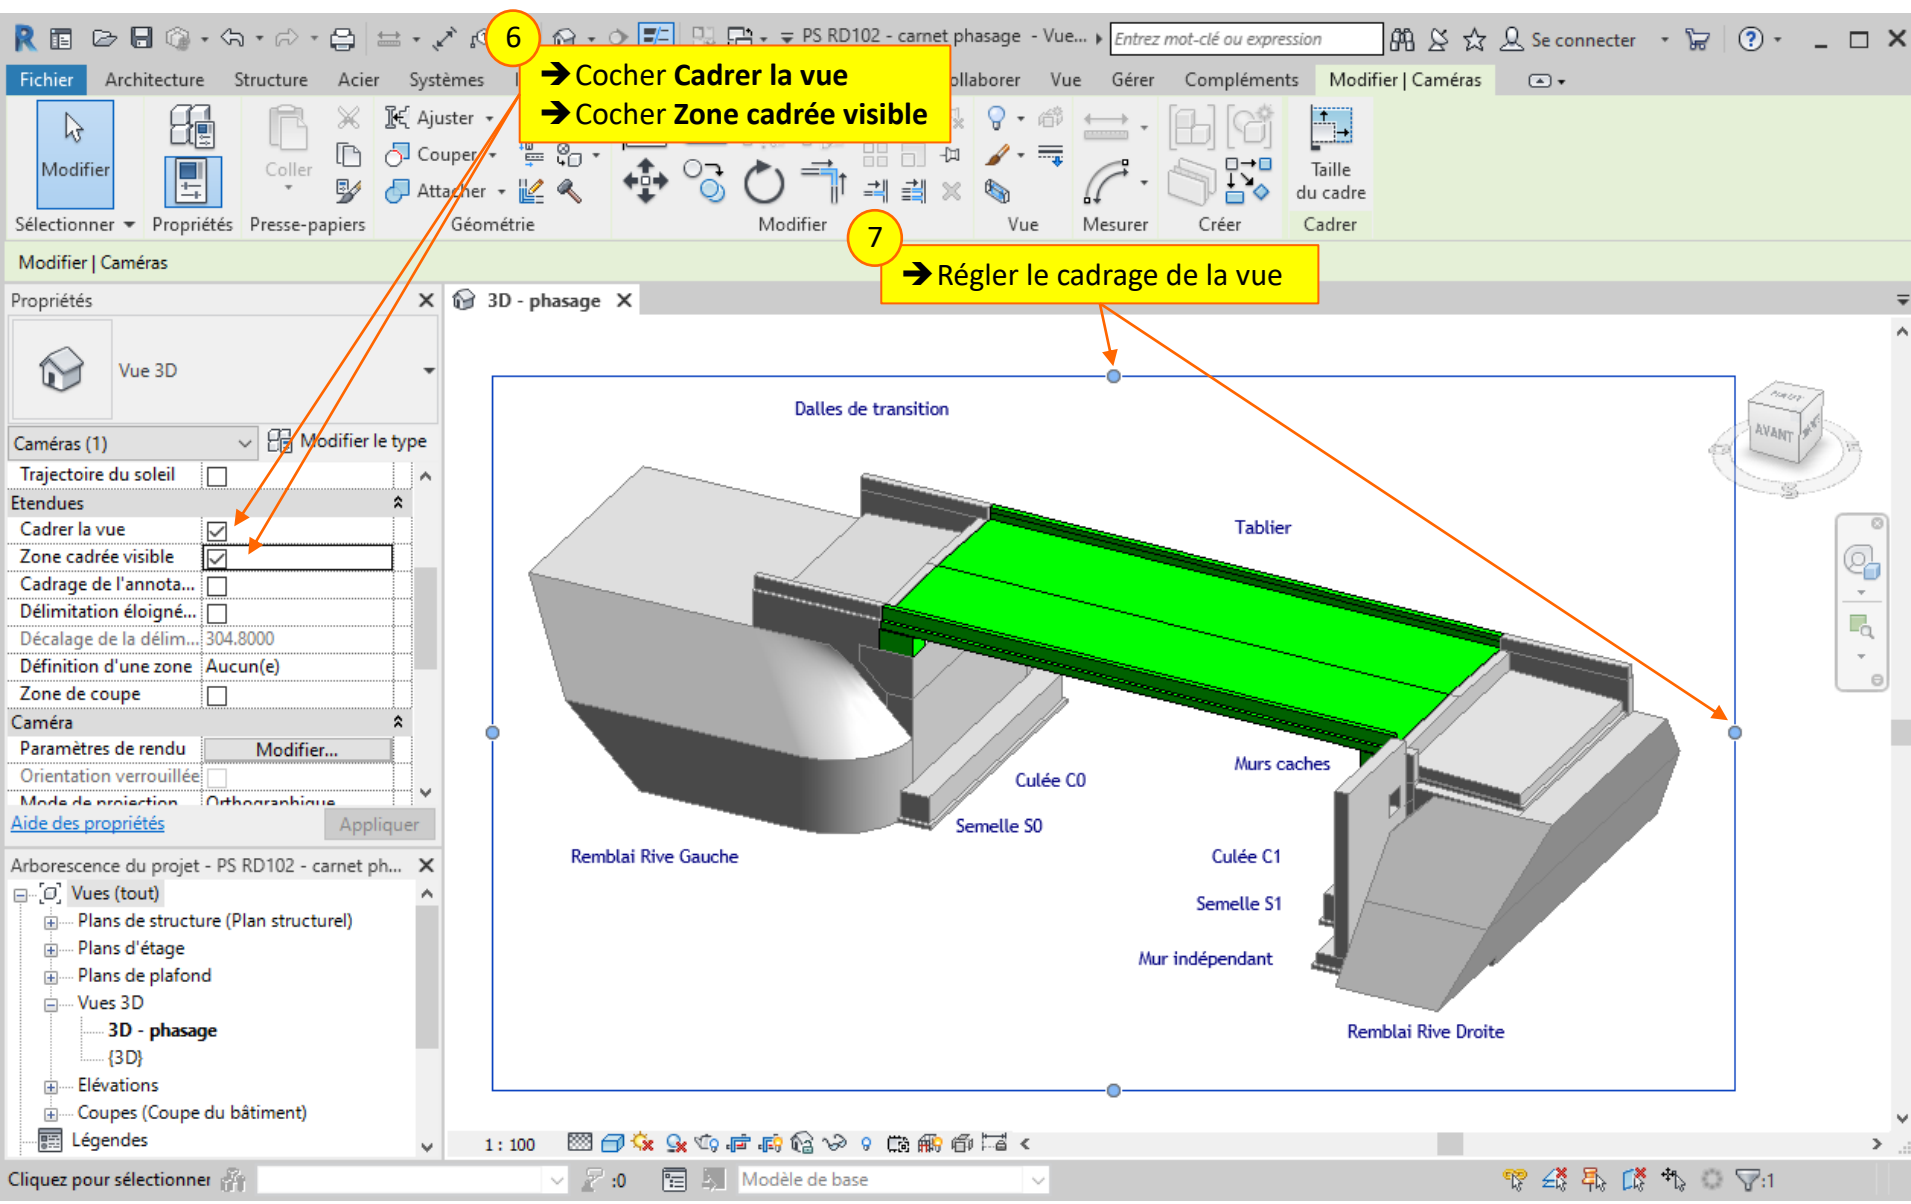 6
PS RD102 - carnet phasage - Vue...
Entrez mot-clé ou expression
Se connecter
➔ Cocher Cadrer la vue
➔ Cocher Zone cadrée visible
Fichier Architecture Structure Acier Vue Gérer Compléments Modifier | Caméras
Modifier
Coller
Ajuster
Couper
Attacher
Taille
du cadre
Sélectionner Propriétés Presse-papiers Géométrie Modifier Vue Mesurer Créer Cadrer
7
➔ Régler le cadrage de la vue
Modifier | Caméras
Propriétés
3D - phasage
Vue 3D
Caméras (1)
Modifier le type
Trajectoire du soleil
Etendues
Cadrer la vue
Zone cadrée visible
Cadrage de l'annota...
Délimitation éloigné...
Décalage de la délim... 304.8000
Définition d'une zone Aucun(e)
Zone de coupe
Caméra
Paramètres de rendu Modifier...
Orientation verrouillée
Mode de projection Orthographique
Aide des propriétés Appliquer
Arborescence du projet - PS RD102 - carnet ph...
Vues (tout)
Plans de structure (Plan structurel)
Plans d'étage
Plans de plafond
Vues 3D
3D - phasage
{3D}
Elévations
Coupes (Coupe du bâtiment)
Légendes
Dalles de transition
Tablier
Murs caches
Culée C0
Semelle S0
Remblai Rive Gauche
Culée C1
Semelle S1
Mur indépendant
Remblai Rive Droite
HAUT
AVANT
S
1 : 100
Cliquez pour sélectionner
:0
Modèle de base
:1